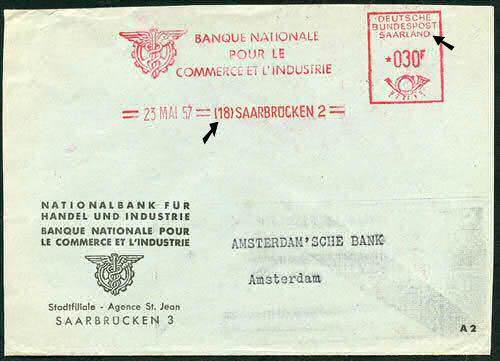 BANQUE NATIONALE
POUR LE
COMMERCE ET L'INDUSTRIE
DEUTSCHE
BUNDESPOST
SAARLAND
*030F
= 23 MAI 57 = (18) SAARBRÜCKEN 2 =
NATIONALBANK FÜR
HANDEL UND INDUSTRIE
BANQUE NATIONALE POUR
LE COMMERCE ET L'INDUSTRIE
Stadtfiliale - Agence St. Jean
SAARBRÜCKEN 3
AMSTERDAM'SCHE BANK
Amsterdam
A 2